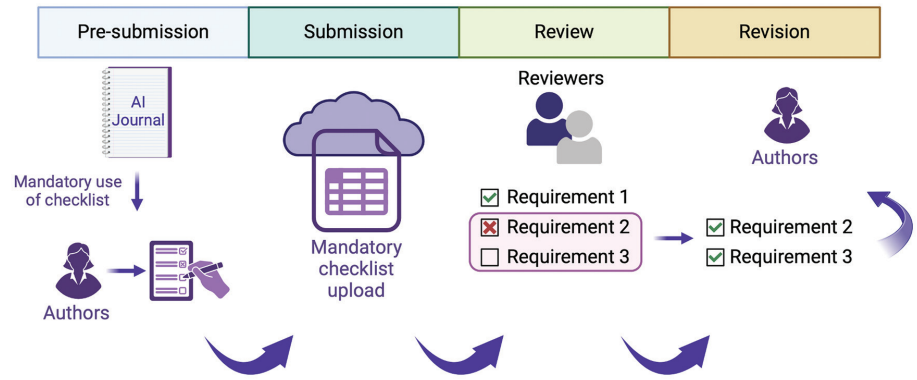 Pre-submission
Submission
Review
Revision
AI
Journal
Mandatory use
of checklist
Authors
Mandatory
checklist
upload
Reviewers
Requirement 1
Requirement 2
Requirement 3
Authors
Requirement 2
Requirement 3